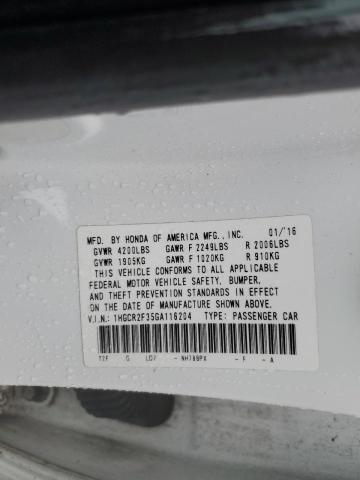 MFD. BY HONDA OF AMERICA MFG.,INC. 01/'16
GVWR 4200LBS GAWR F 2249LBS R 2006LBS
GVWR 1905KG GAWR F 1020KG R 910KG
THIS VEHICLE CONFORMS TO ALL APPLICABLE
FEDERAL MOTOR VEHICLE SAFETY, BUMPER,
AND THEFT PREVENTION STANDARDS IN EFFECT
ON THE DATE OF MANUFACTURE SHOWN ABOVE.
V.I.N.: 1HGCR2F35GA116204 TYPE: PASSENGER CAR
T2F G LD7 - NH788PX - F - A